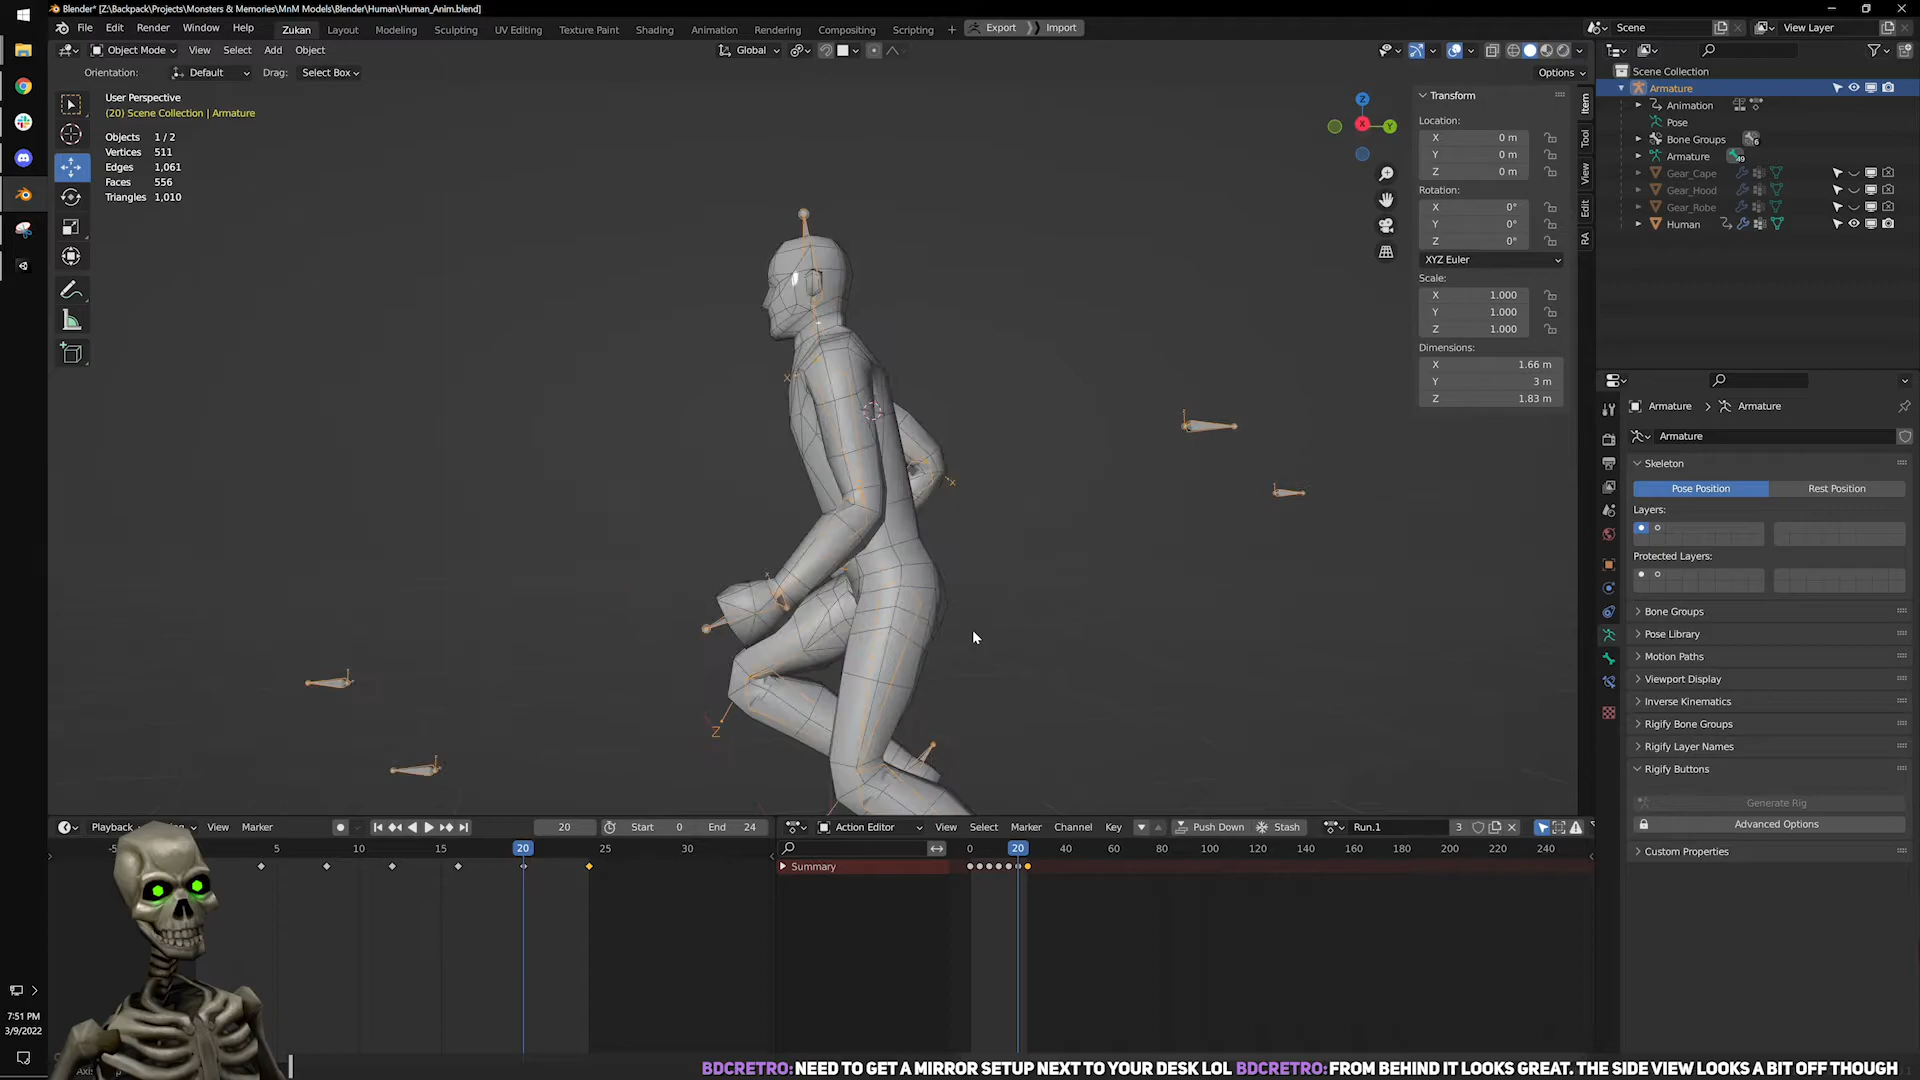 Blender* [Z:\Backpack\Projects\Monsters & Memories\MnM Models\Blender\Human\Human_Anim.blend]
File Edit Render Window Help Zukan Layout Modeling Sculpting UV Editing Texture Paint Shading Animation Rendering Compositing Scripting + Export Import Scene View Layer
Object Mode View Select Add Object Global
Orientation: Default Drag: Select Box Options
User Perspective
(20) Scene Collection | Armature
Objects 1 / 2
Vertices 511
Edges 1,061
Faces 556
Triangles 1,010
Z
X
Y
Transform
Location:
X 0 m
Y 0 m
Z 0 m
Rotation:
X 0°
Y 0°
Z 0°
XYZ Euler
Scale:
X 1.000
Y 1.000
Z 1.000
Dimensions:
X 1.66 m
Y 3 m
Z 1.83 m
Item
Tool
View
Edit
RA
Scene Collection
Armature
Animation
Pose
Bone Groups 6
Armature 49
Gear_Cape
Gear_Hood
Gear_Robe
Human
Armature > Armature
Armature
Skeleton
Pose Position Rest Position
Layers:
Protected Layers:
Bone Groups
Pose Library
Motion Paths
Viewport Display
Inverse Kinematics
Rigify Bone Groups
Rigify Layer Names
Rigify Buttons
Generate Rig
Advanced Options
Custom Properties
X
X
X
Z
Playback View Marker 20 Start 0 End 24
-5 5 10 15 20 25 30
Action Editor View Select Marker Channel Key Push Down Stash Run.1 3
0 20 40 60 80 100 120 140 160 180 200 220 240
Summary
7:51 PM
3/9/2022
BDCRETRO: NEED TO GET A MIRROR SETUP NEXT TO YOUR DESK LOL BDCRETRO: FROM BEHIND IT LOOKS GREAT. THE SIDE VIEW LOOKS A BIT OFF THOUGH